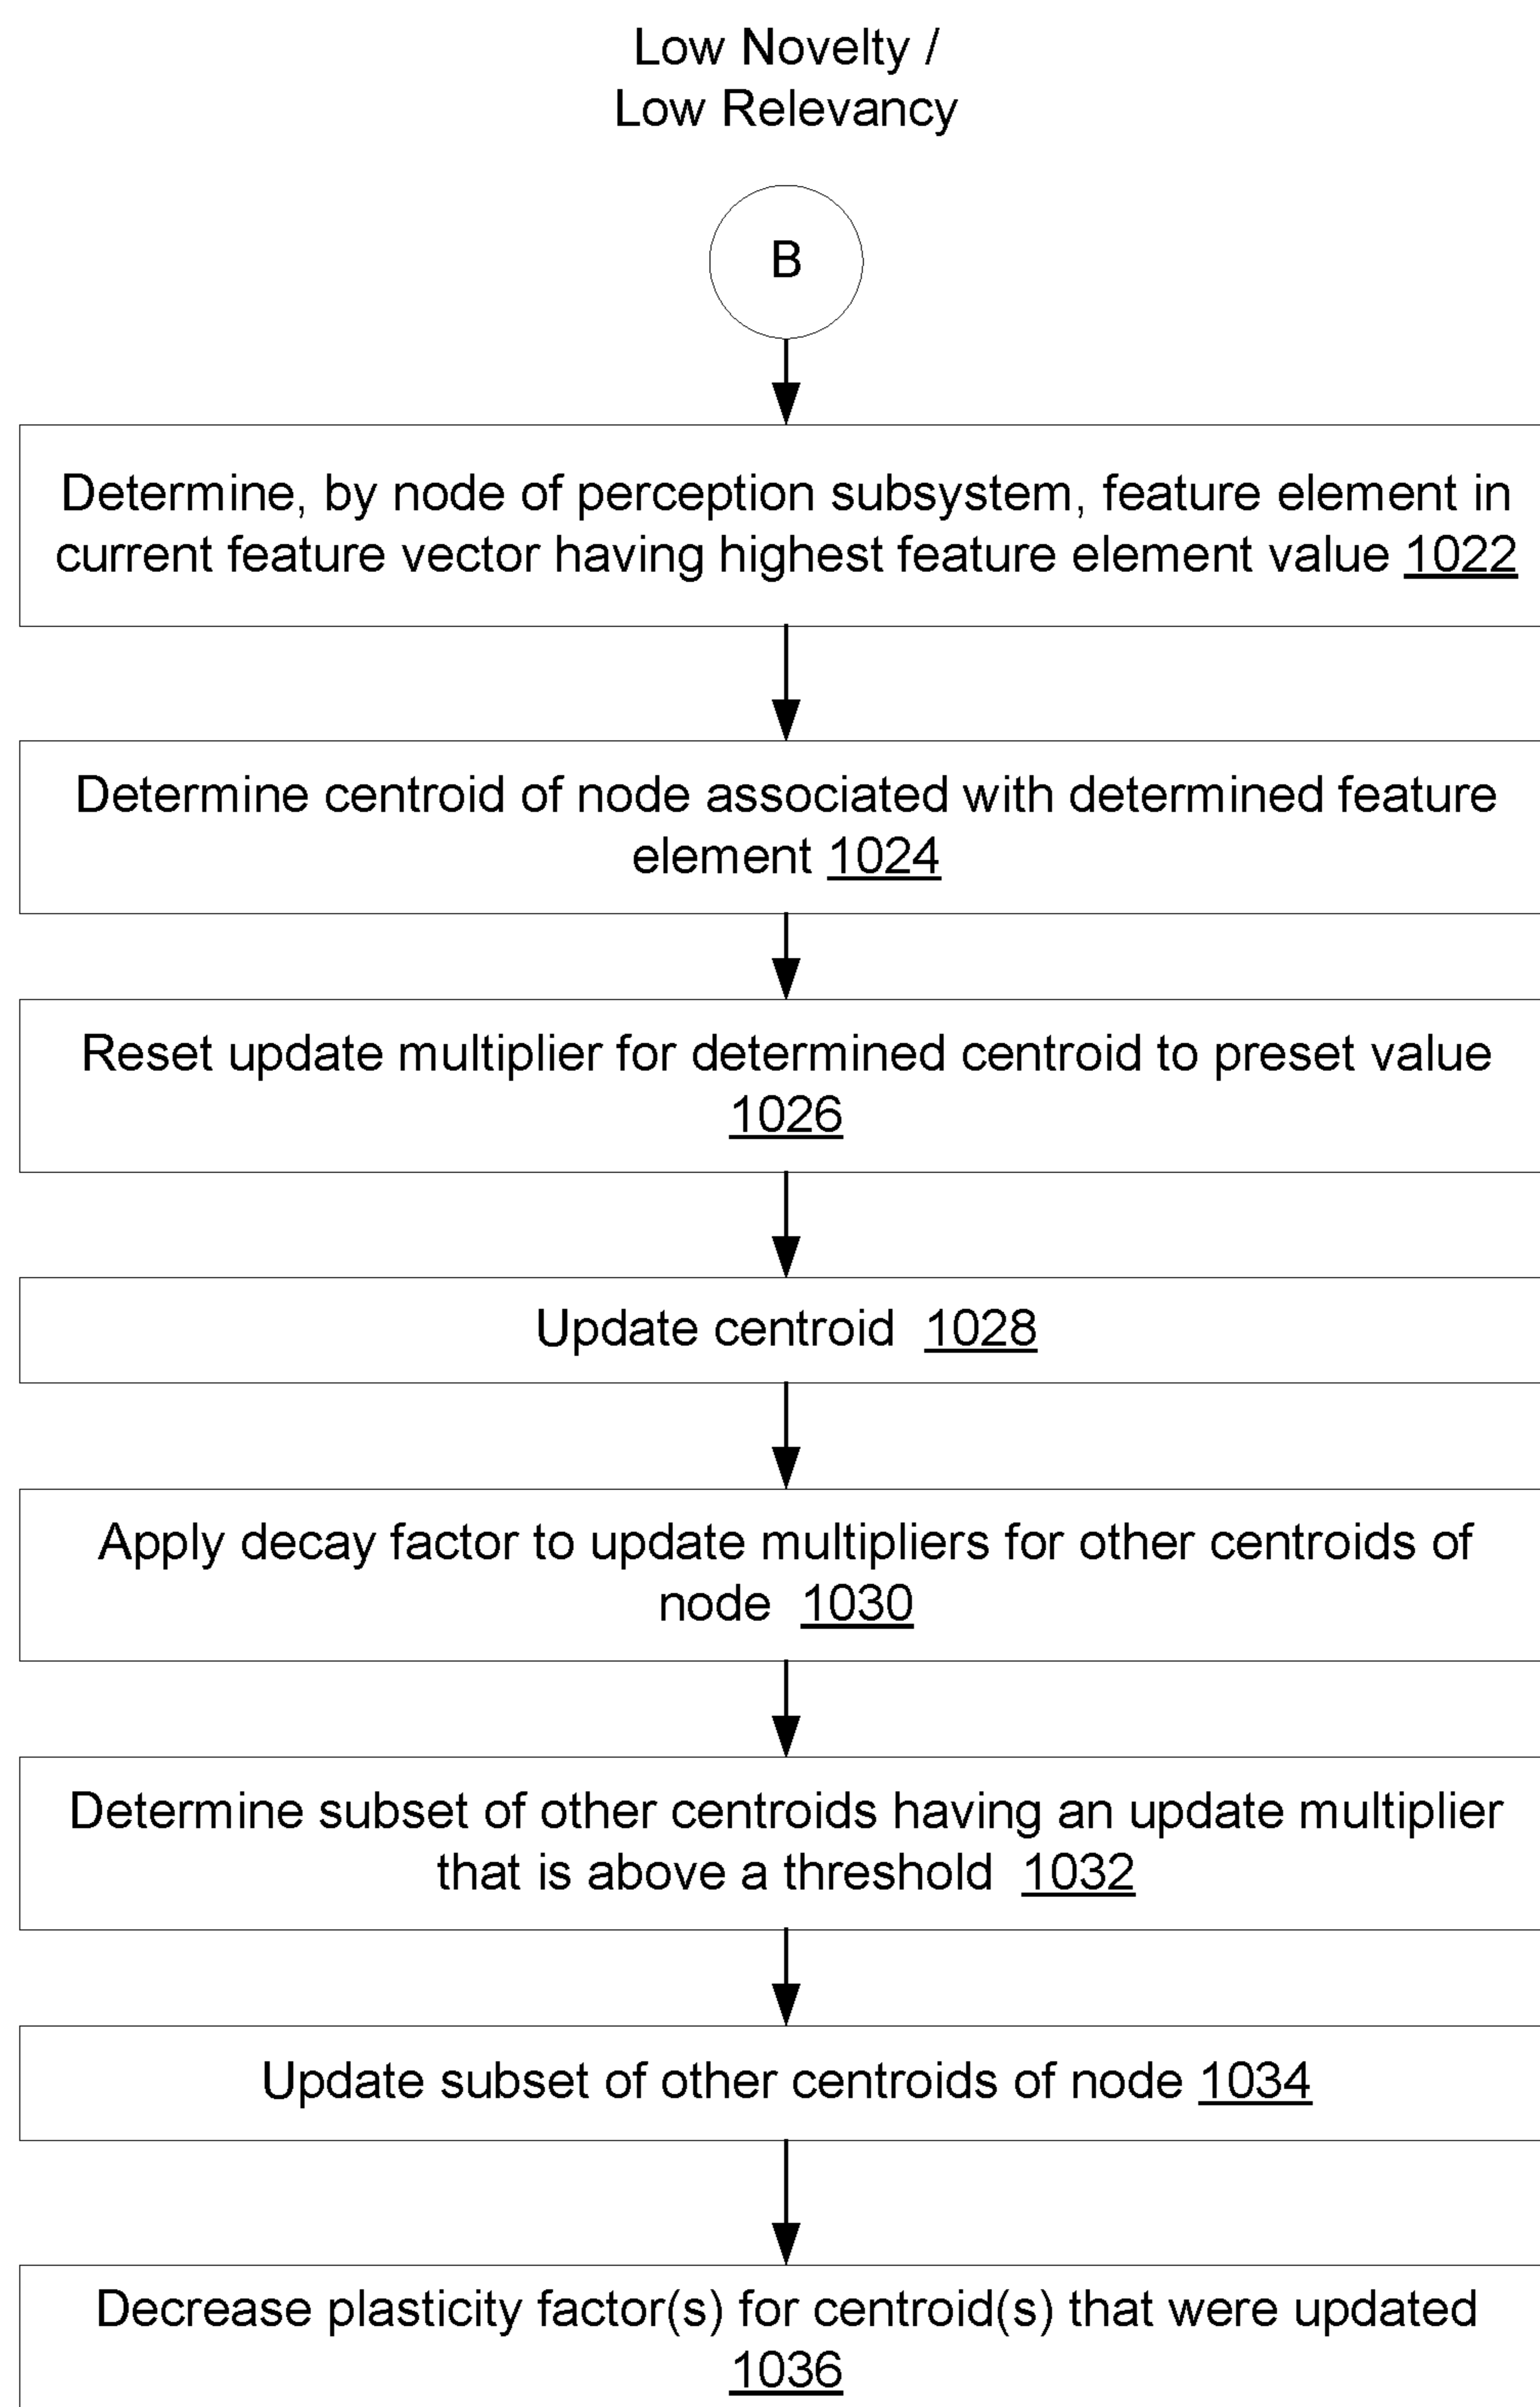 Low Novelty /
Low Relevancy
B
Determine, by node of perception subsystem, feature element in
current feature vector having highest feature element value 1022
Determine centroid of node associated with determined feature
element 1024
Reset update multiplier for determined centroid to preset value
1026
Update centroid 1028
Apply decay factor to update multipliers for other centroids of
node 1030
Determine subset of other centroids having an update multiplier
that is above a threshold 1032
Update subset of other centroids of node 1034
Decrease plasticity factor(s) for centroid(s) that were updated
1036